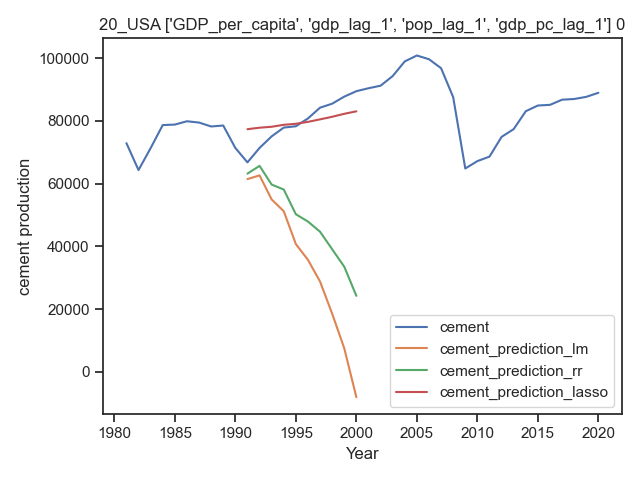 20_USA ['GDP_per_capita', 'gdp_lag_1', 'pop_lag_1', 'gdp_pc_lag_1'] 0
100000
80000
60000
40000
20000
0
cement production
1980 1985 1990 1995 2000 2005 2010 2015 2020
Year
cement
cement_prediction_lm
cement_prediction_rr
cement_prediction_lasso